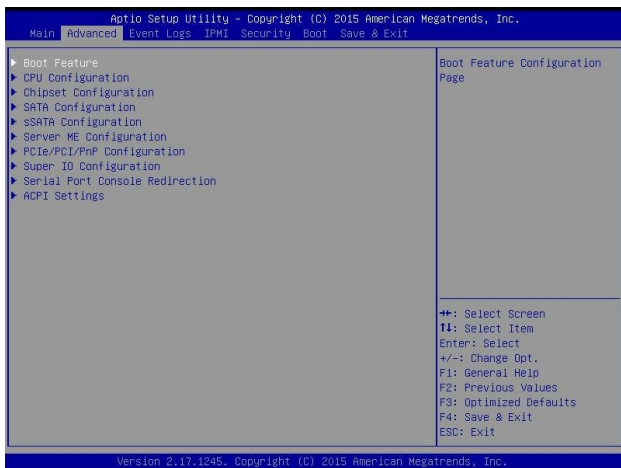 Aptio Setup Utility – Copyright (C) 2015 American Megatrends, Inc.
Main Advanced Event Logs IPMI Security Boot Save & Exit
▶ Boot Feature
▶ CPU Configuration
▶ Chipset Configuration
▶ SATA Configuration
▶ sSATA Configuration
▶ Server ME Configuration
▶ PCIe/PCI/PnP Configuration
▶ Super IO Configuration
▶ Serial Port Console Redirection
▶ ACPI Settings
Boot Feature Configuration
Page
→←: Select Screen
↑↓: Select Item
Enter: Select
+/-: Change Opt.
F1: General Help
F2: Previous Values
F3: Optimized Defaults
F4: Save & Exit
ESC: Exit
Version 2.17.1245. Copyright (C) 2015 American Megatrends, Inc.